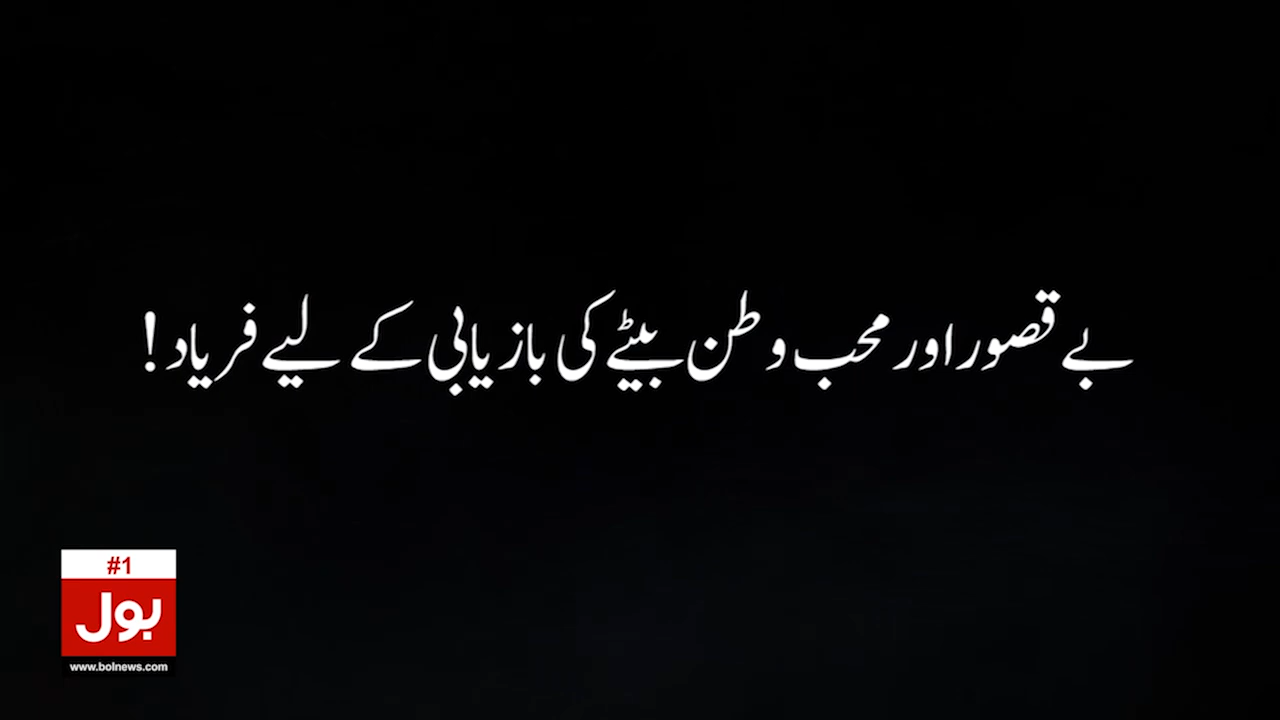 بے قصور اور محب وطن بیٹے کی بازیابی کے لیے فریاد!
#1
بول
www.bolnews.com